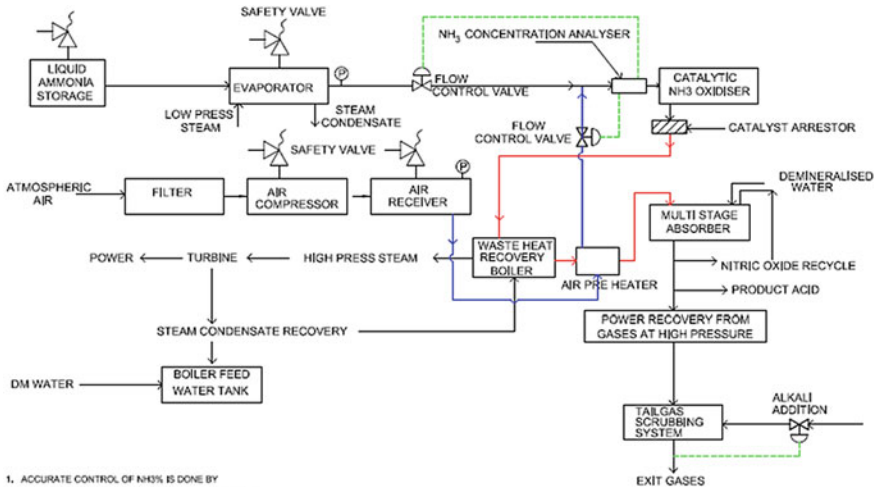 SAFETY VALVE
NH3 CONCENTRATION ANALYSER
LIQUID
AMMONIA
STORAGE
EVAPORATOR
P
FLOW
CONTROL VALVE
CATALYTIC
NH3 OXIDISER
LOW PRESS
STEAM
STEAM
CONDENSATE
FLOW
CONTROL VALVE
CATALYST ARRESTOR
SAFETY VALVE
P
DEMINERALISED
WATER
ATMOSPHERIC
AIR
FILTER
AIR
COMPRESSOR
AIR
RECEIVER
MULTI STAGE
ABSORBER
WASTE HEAT
RECOVERY
BOILER
POWER
TURBINE
HIGH PRESS STEAM
AIR PRE HEATER
NITRIC OXIDE RECYCLE
PRODUCT ACID
STEAM CONDENSATE RECOVERY
POWER RECOVERY FROM
GASES AT HIGH PRESSURE
DM WATER
BOILER FEED
WATER TANK
TAILGAS
SCRUBBING
SYSTEM
ALKALI
ADDITION
EXIT GASES
1. ACCURATE CONTROL OF NH3% IS DONE BY